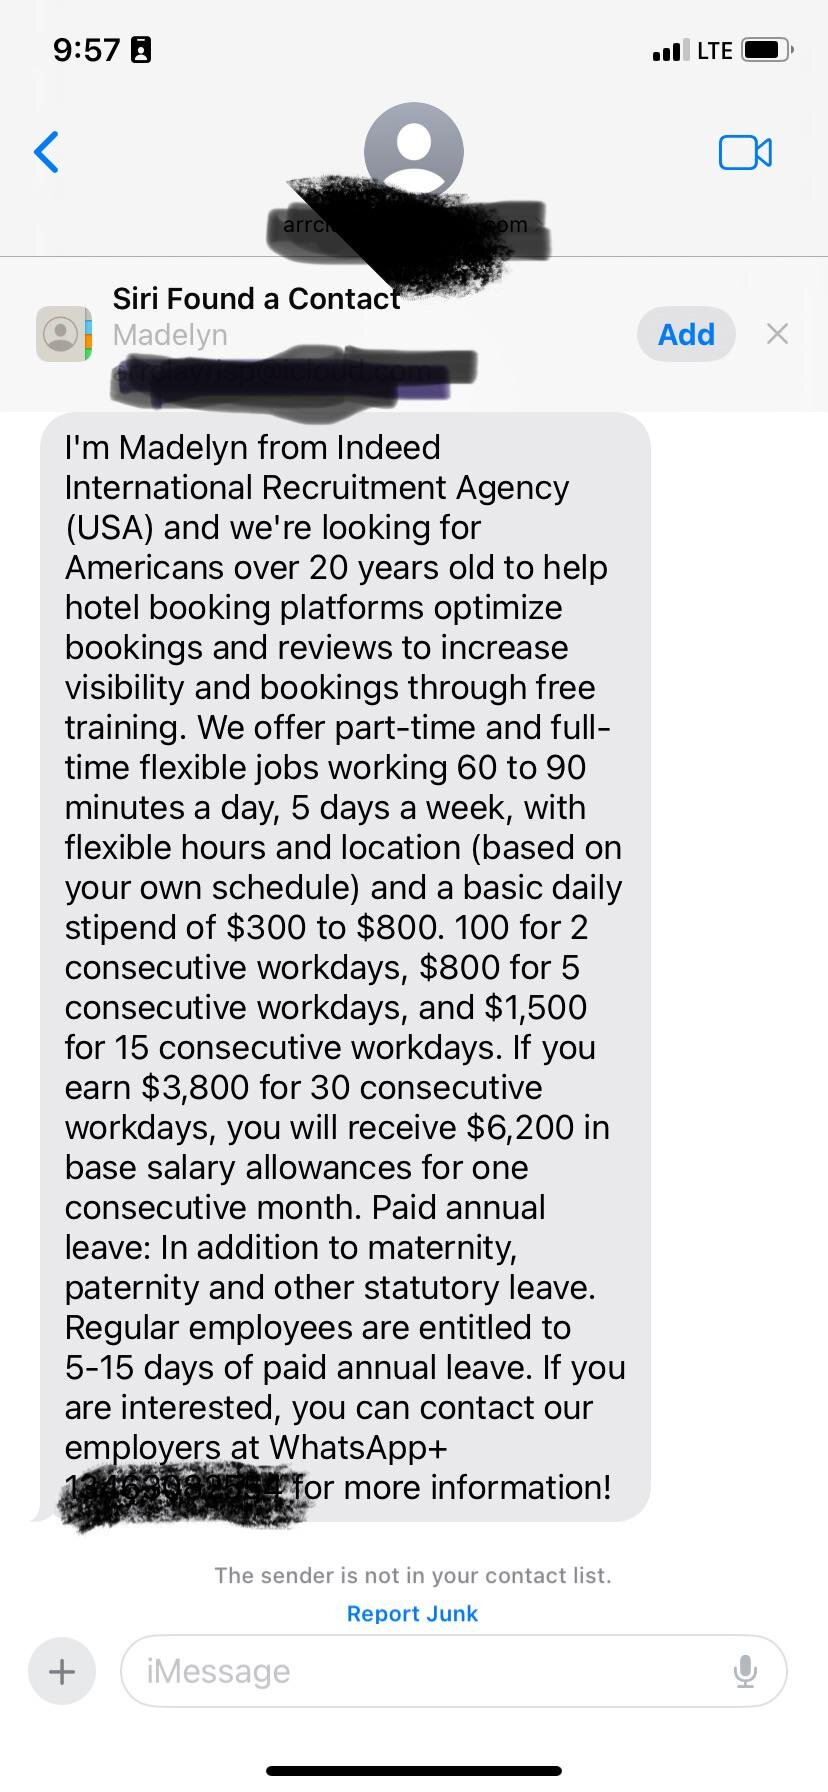 9:57
LTE
Siri Found a Contact
Madelyn
Add
I'm Madelyn from Indeed
International Recruitment Agency
(USA) and we're looking for
Americans over 20 years old to help
hotel booking platforms optimize
bookings and reviews to increase
visibility and bookings through free
training. We offer part-time and full-
time flexible jobs working 60 to 90
minutes a day, 5 days a week, with
flexible hours and location (based on
your own schedule) and a basic daily
stipend of $300 to $800. 100 for 2
consecutive workdays, $800 for 5
consecutive workdays, and $1,500
for 15 consecutive workdays. If you
earn $3,800 for 30 consecutive
workdays, you will receive $6,200 in
base salary allowances for one
consecutive month. Paid annual
leave: In addition to maternity,
paternity and other statutory leave.
Regular employees are entitled to
5-15 days of paid annual leave. If you
are interested, you can contact our
employers at WhatsApp+
for more information!
The sender is not in your contact list.
Report Junk
iMessage